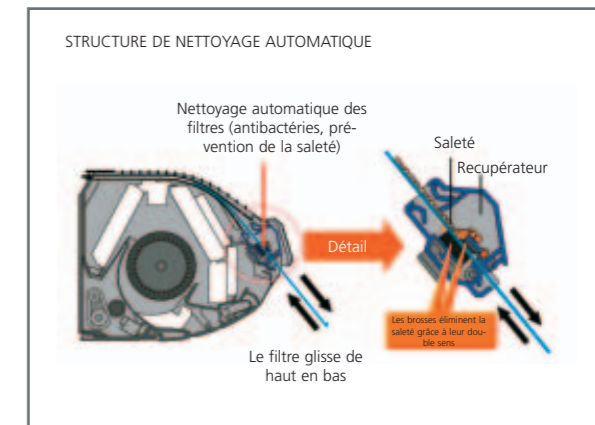 STRUCTURE DE NETTOYAGE AUTOMATIQUE
Nettoyage automatique des
filtres (antibactéries, pré-
vention de la saleté)
Saleté
Recupérateur
Détail
Les brosses éliminent la
saleté grâce à leur dou-
ble sens
Le filtre glisse de
haut en bas